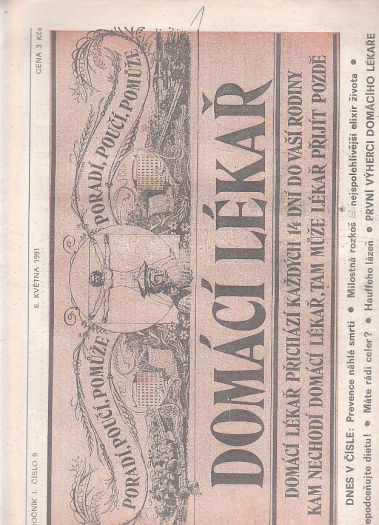 1
ROČNÍK I. ČÍSLO 9
6. KVĚTNA 1991
CENA 3 Kčs
PORADÍ, POUČÍ, POMŮŽE
PORADÍ, POUČÍ, POMŮŽE
DOMÁCÍ LÉKAŘ
DOMÁCÍ LÉKAŘ PŘICHÁZÍ KAŽDÝCH 14 DNÍ DO VAŠÍ RODINY
KAM NECHODÍ DOMÁCÍ LÉKAŘ, TAM MŮŽE LÉKAŘ PŘIJÍT POZDĚ
DNES V ČÍSLE: Prevence náhlé smrti ● Milostná rozkoš – nejspolehlivější elixír života ●
epodceňujte dietu! ● Máte rádi celer? ● Hauffeho lázeň ● PRVNÍ VÝHERCI DOMÁCÍHO LÉKAŘE